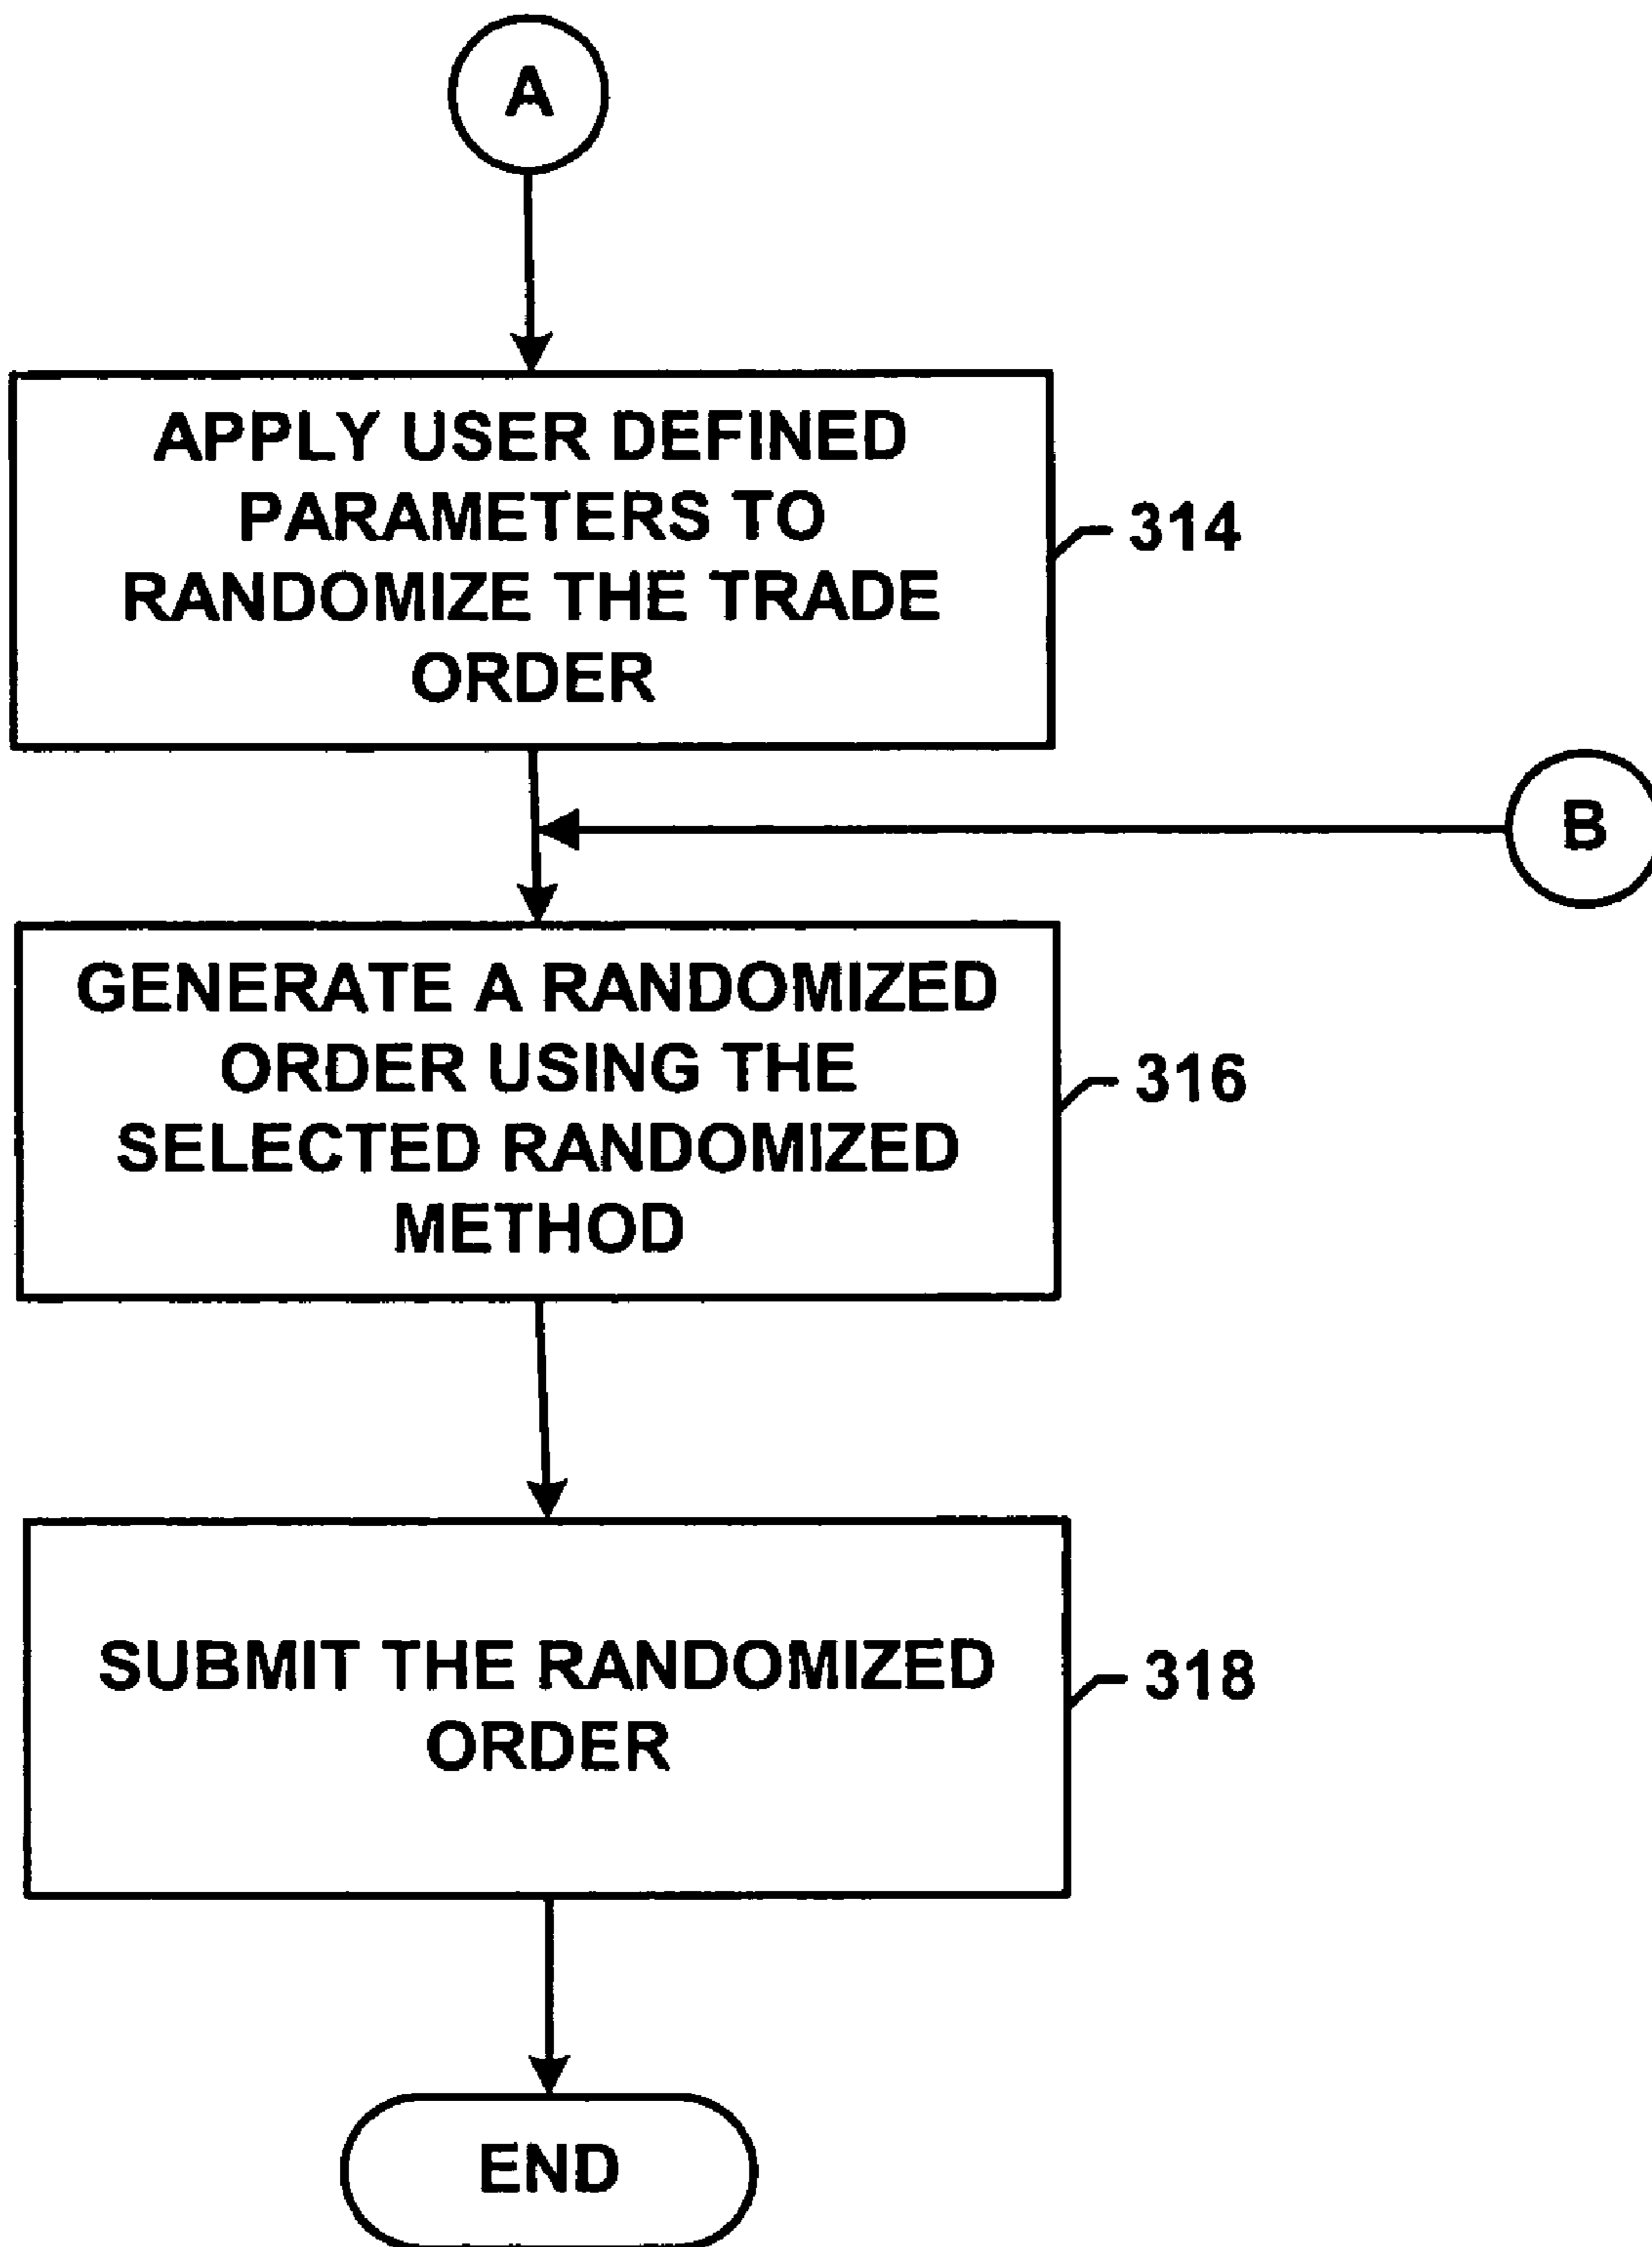 A
APPLY USER DEFINED
PARAMETERS TO
RANDOMIZE THE TRADE
ORDER
314
B
GENERATE A RANDOMIZED
ORDER USING THE
SELECTED RANDOMIZED
METHOD
316
SUBMIT THE RANDOMIZED
ORDER
318
END